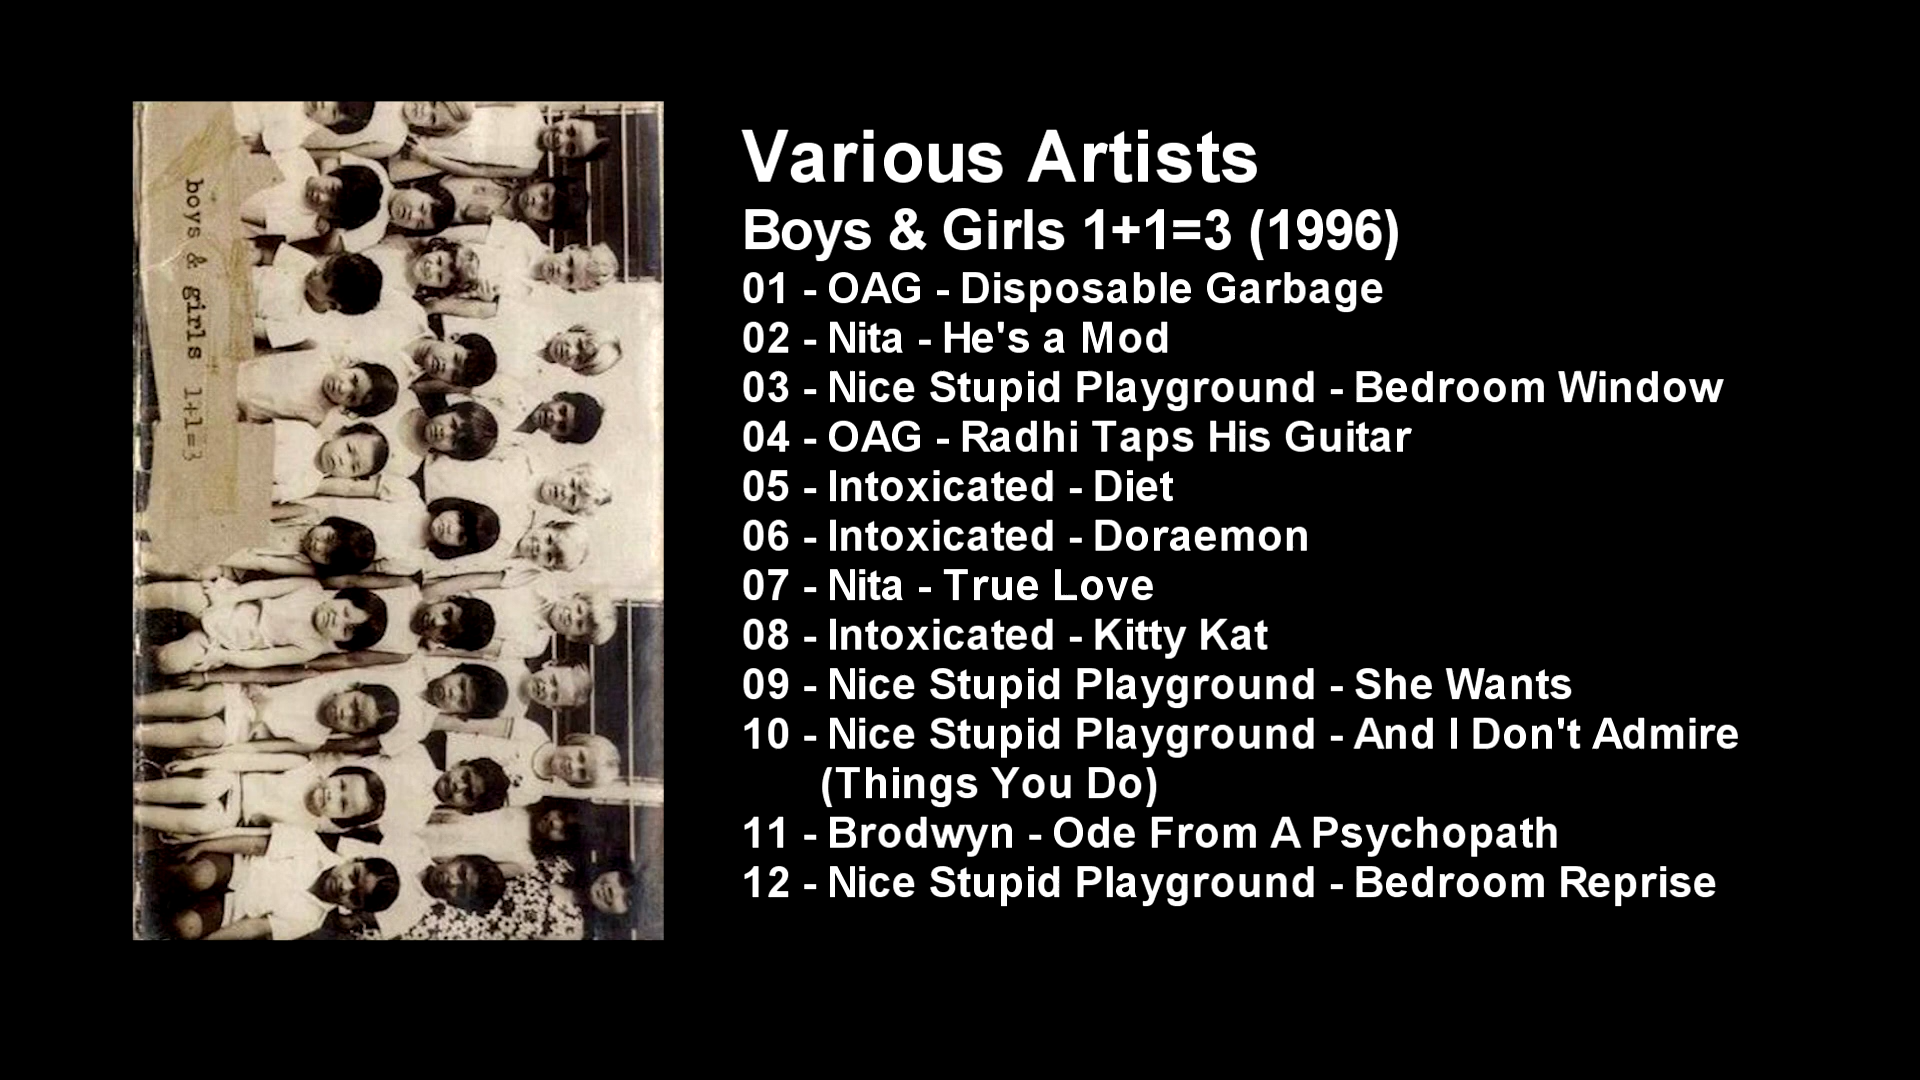 boys & girls 1+1=3
Various Artists
Boys & Girls 1+1=3 (1996)
01 - OAG - Disposable Garbage
02 - Nita - He's a Mod
03 - Nice Stupid Playground - Bedroom Window
04 - OAG - Radhi Taps His Guitar
05 - Intoxicated - Diet
06 - Intoxicated - Doraemon
07 - Nita - True Love
08 - Intoxicated - Kitty Kat
09 - Nice Stupid Playground - She Wants
10 - Nice Stupid Playground - And I Don't Admire
(Things You Do)
11 - Brodwyn - Ode From A Psychopath
12 - Nice Stupid Playground - Bedroom Reprise